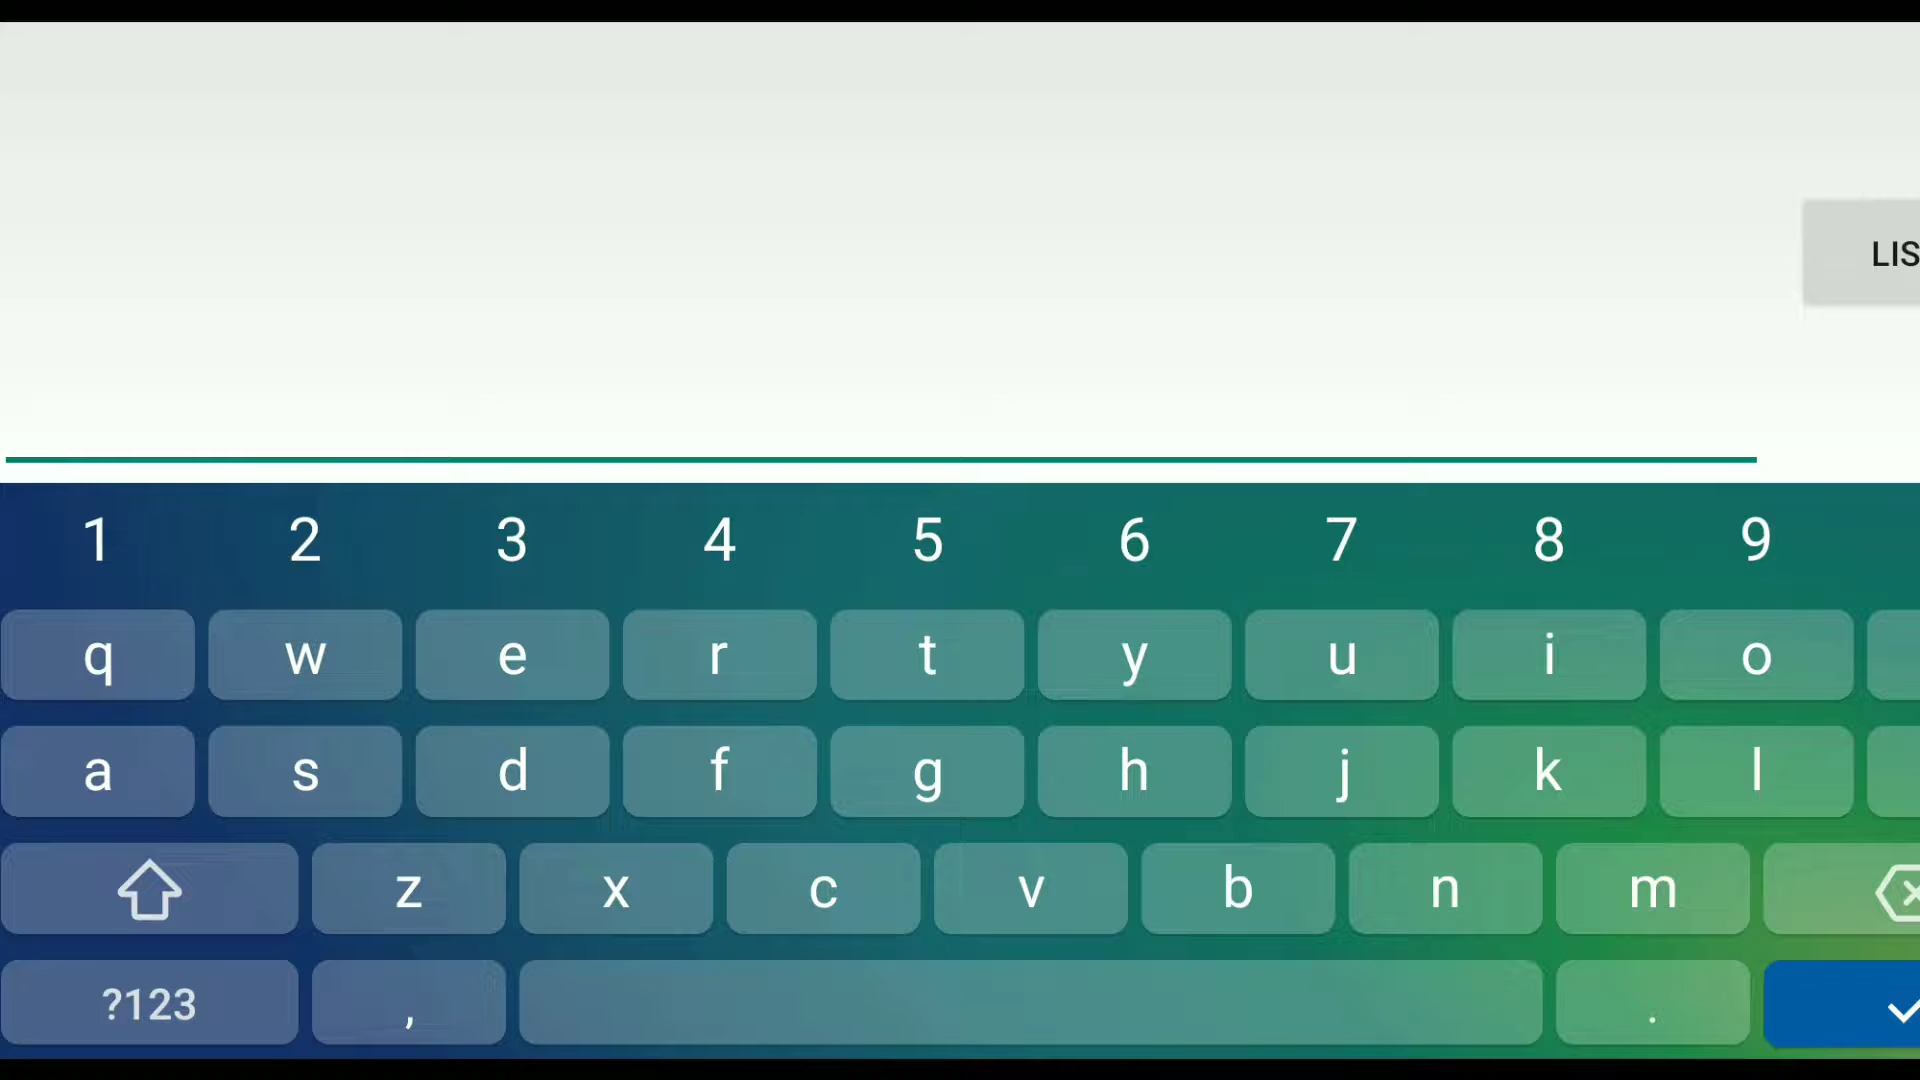 LIS
1 2 3 4 5 6 7 8 9
q w e r t y u i o
a s d f g h j k l
z x c v b n m
?123 , .